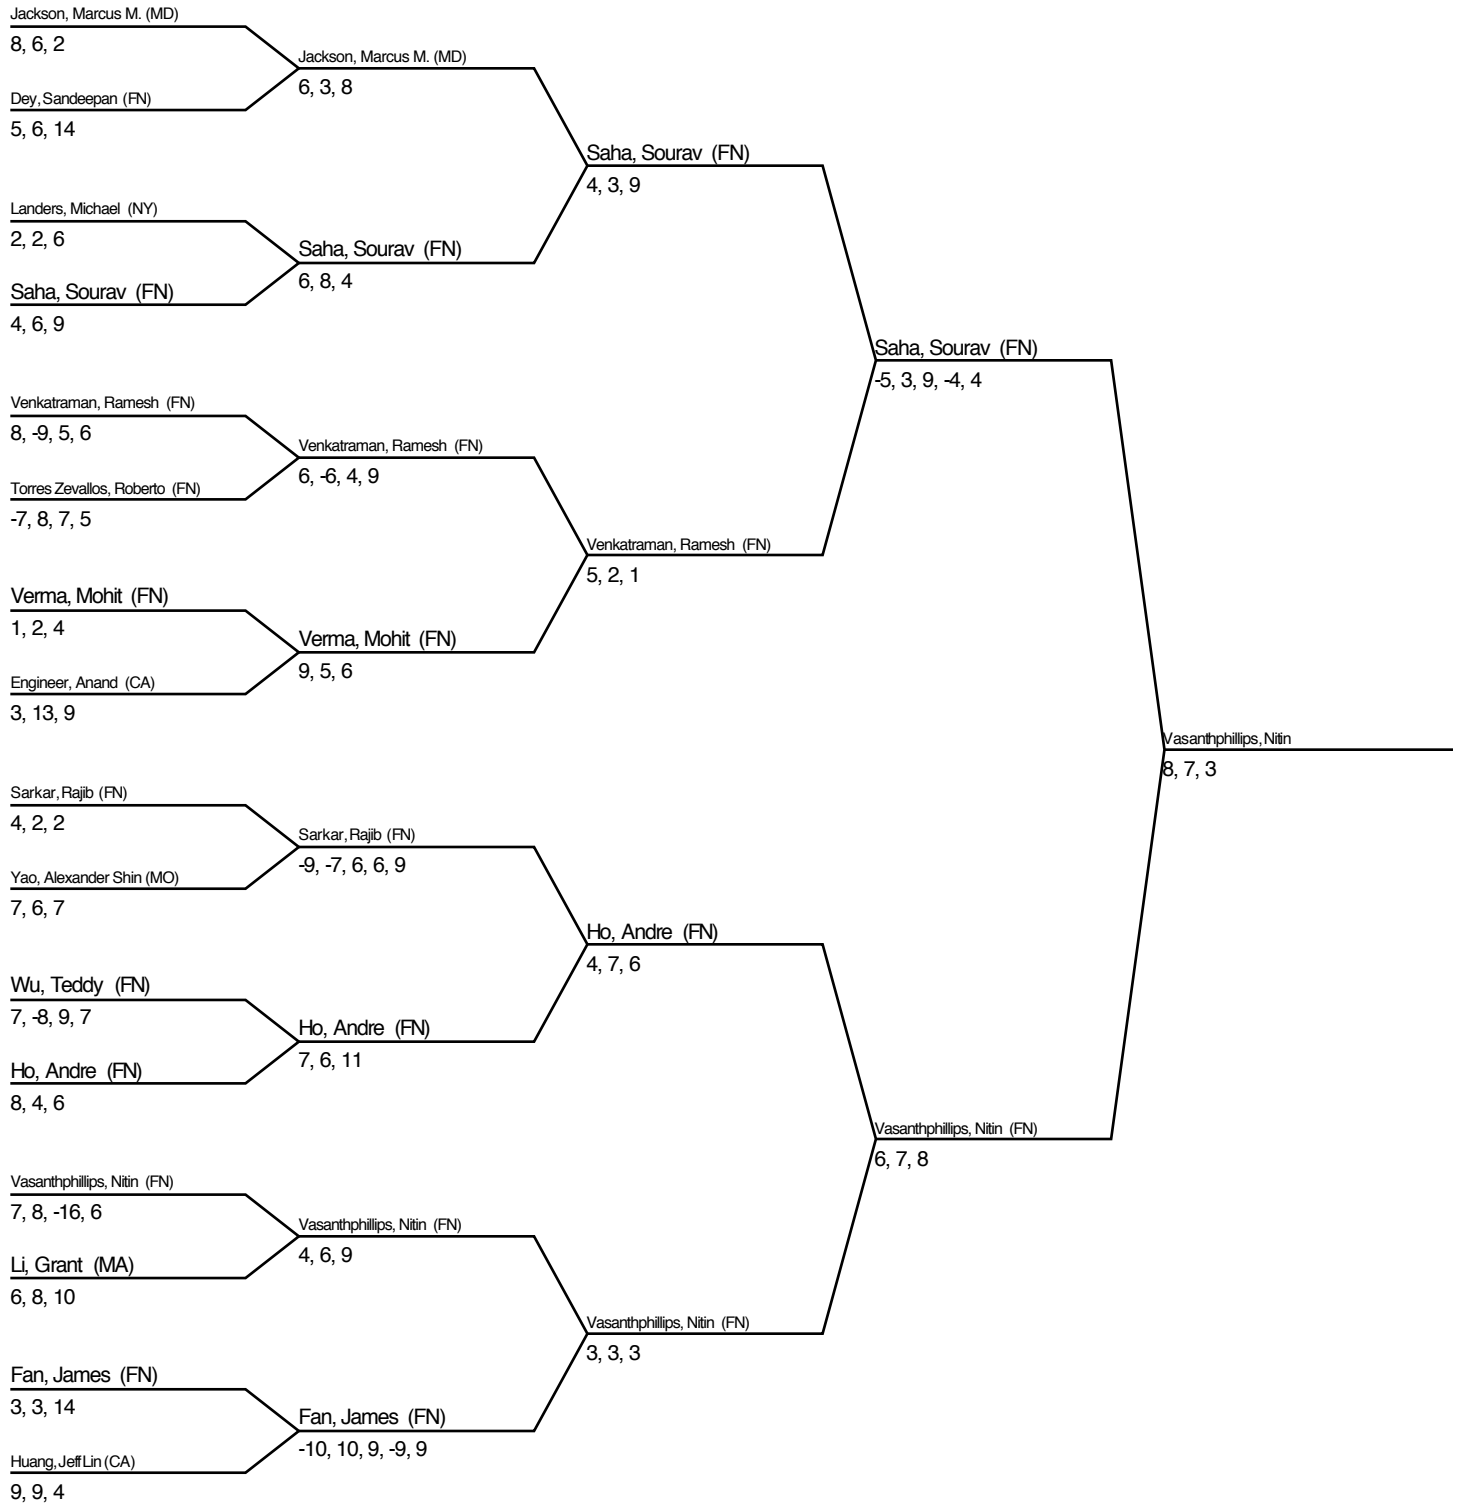 Jackson, Marcus M. (MD)
8, 6, 2
Dey, Sandeepan (FN)
5, 6, 14
Landers, Michael (NY)
2, 2, 6
Saha, Sourav (FN)
4, 6, 9
Venkatraman, Ramesh (FN)
8, -9, 5, 6
Torres Zevallos, Roberto (FN)
-7, 8, 7, 5
Verma, Mohit (FN)
1, 2, 4
Engineer, Anand (CA)
3, 13, 9
Sarkar, Rajib (FN)
4, 2, 2
Yao, Alexander Shin (MO)
7, 6, 7
Wu, Teddy (FN)
7, -8, 9, 7
Ho, Andre (FN)
8, 4, 6
Vasanthphillips, Nitin (FN)
7, 8, -16, 6
Li, Grant (MA)
6, 8, 10
Fan, James (FN)
3, 3, 14
Huang, Jeff Lin (CA)
9, 9, 4
Jackson, Marcus M. (MD)
6, 3, 8
Saha, Sourav (FN)
6, 8, 4
Venkatraman, Ramesh (FN)
6, -6, 4, 9
Verma, Mohit (FN)
9, 5, 6
Sarkar, Rajib (FN)
-9, -7, 6, 6, 9
Ho, Andre (FN)
7, 6, 11
Vasanthphillips, Nitin (FN)
4, 6, 9
Fan, James (FN)
-10, 10, 9, -9, 9
Saha, Sourav (FN)
4, 3, 9
Venkatraman, Ramesh (FN)
5, 2, 1
Ho, Andre (FN)
4, 7, 6
Vasanthphillips, Nitin (FN)
3, 3, 3
Saha, Sourav (FN)
-5, 3, 9, -4, 4
Vasanthphillips, Nitin (FN)
6, 7, 8
Vasanthphillips, Nitin
8, 7, 3